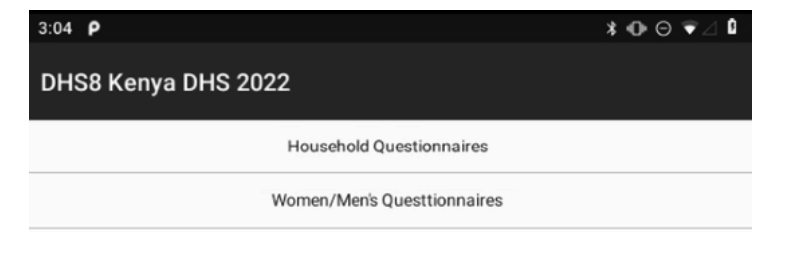 3:04
DHS8 Kenya DHS 2022
Household Questionnaires
Women/Men's Questtionnaires